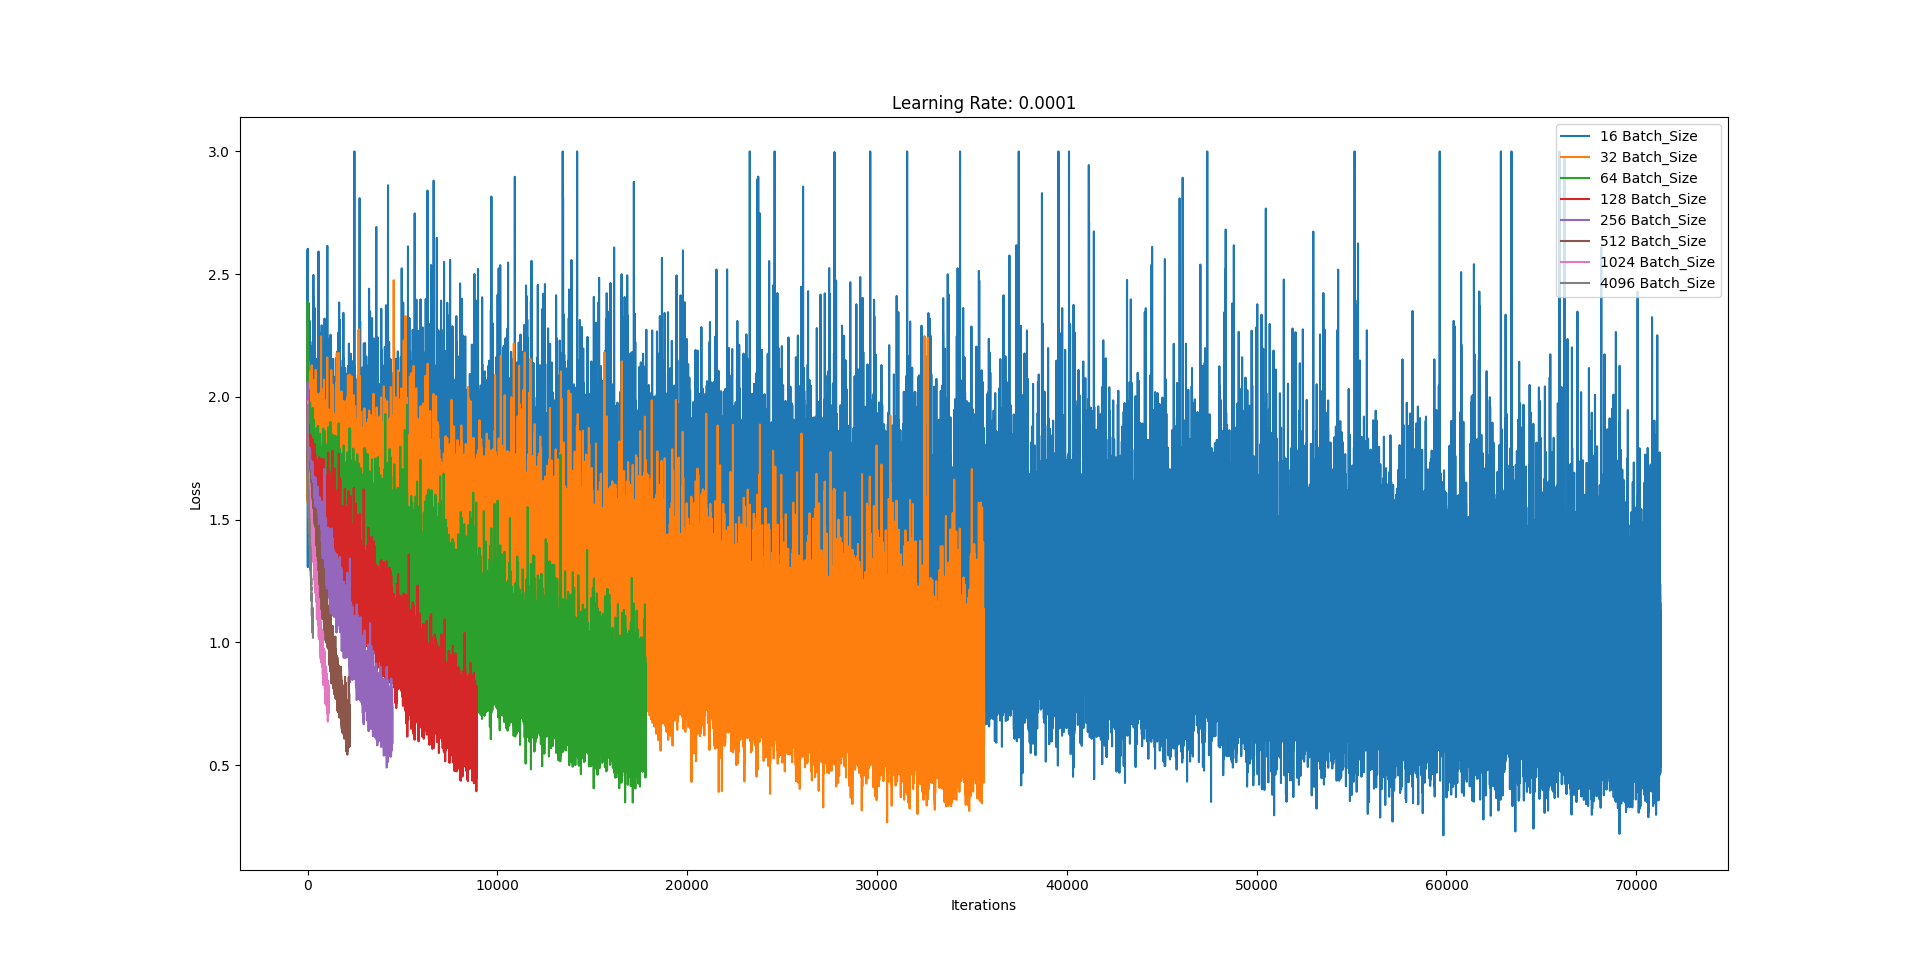 Learning Rate: 0.0001
3.0
2.5
2.0
1.5
1.0
0.5
Loss
16 Batch_Size
32 Batch_Size
64 Batch_Size
128 Batch_Size
256 Batch_Size
512 Batch_Size
1024 Batch_Size
4096 Batch_Size
0
10000
20000
30000
40000
50000
60000
70000
Iterations